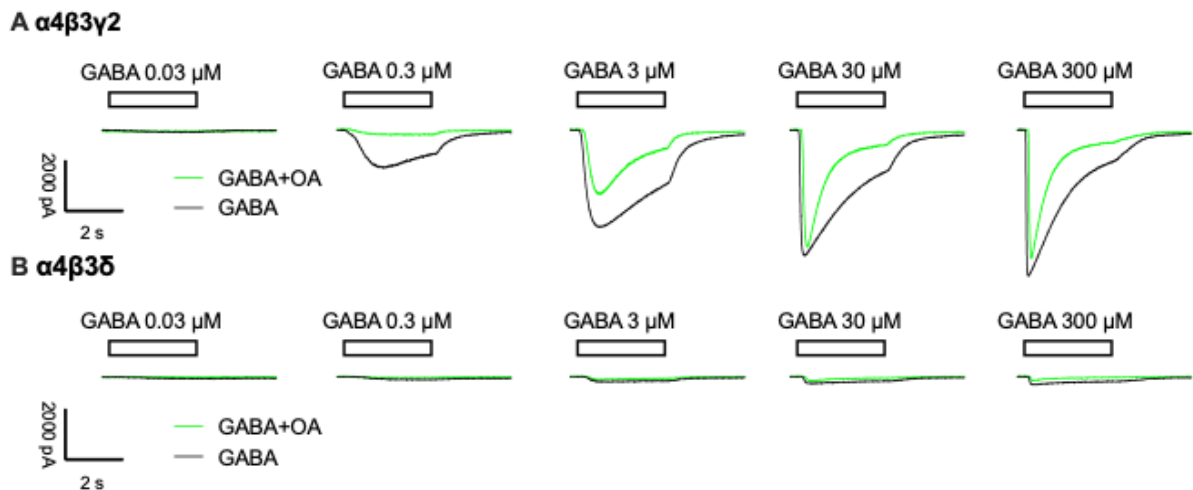 A α4β3γ2
GABA 0.03 μM GABA 0.3 μM GABA 3 μM GABA 30 μM GABA 300 μM
2000 pA
GABA+OA
GABA
2 s
B α4β3δ
GABA 0.03 μM GABA 0.3 μM GABA 3 μM GABA 30 μM GABA 300 μM
2000 pA
GABA+OA
GABA
2 s